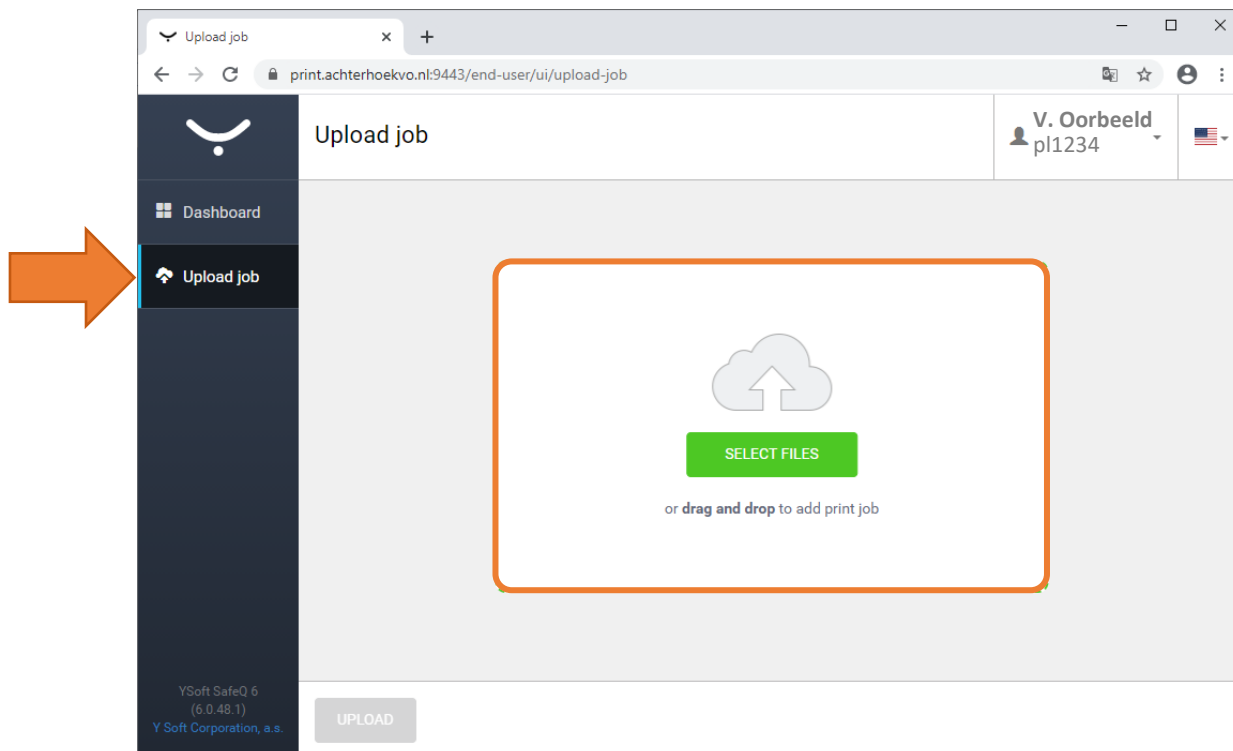 Upload job
print.achterhoekvo.nl:9443/end-user/ui/upload-job
Upload job
V. Oorbeeld
pl1234
Dashboard
Upload job
SELECT FILES
or drag and drop to add print job
YSoft SafeQ 6
(6.0.48.1)
Y Soft Corporation, a.s.
UPLOAD